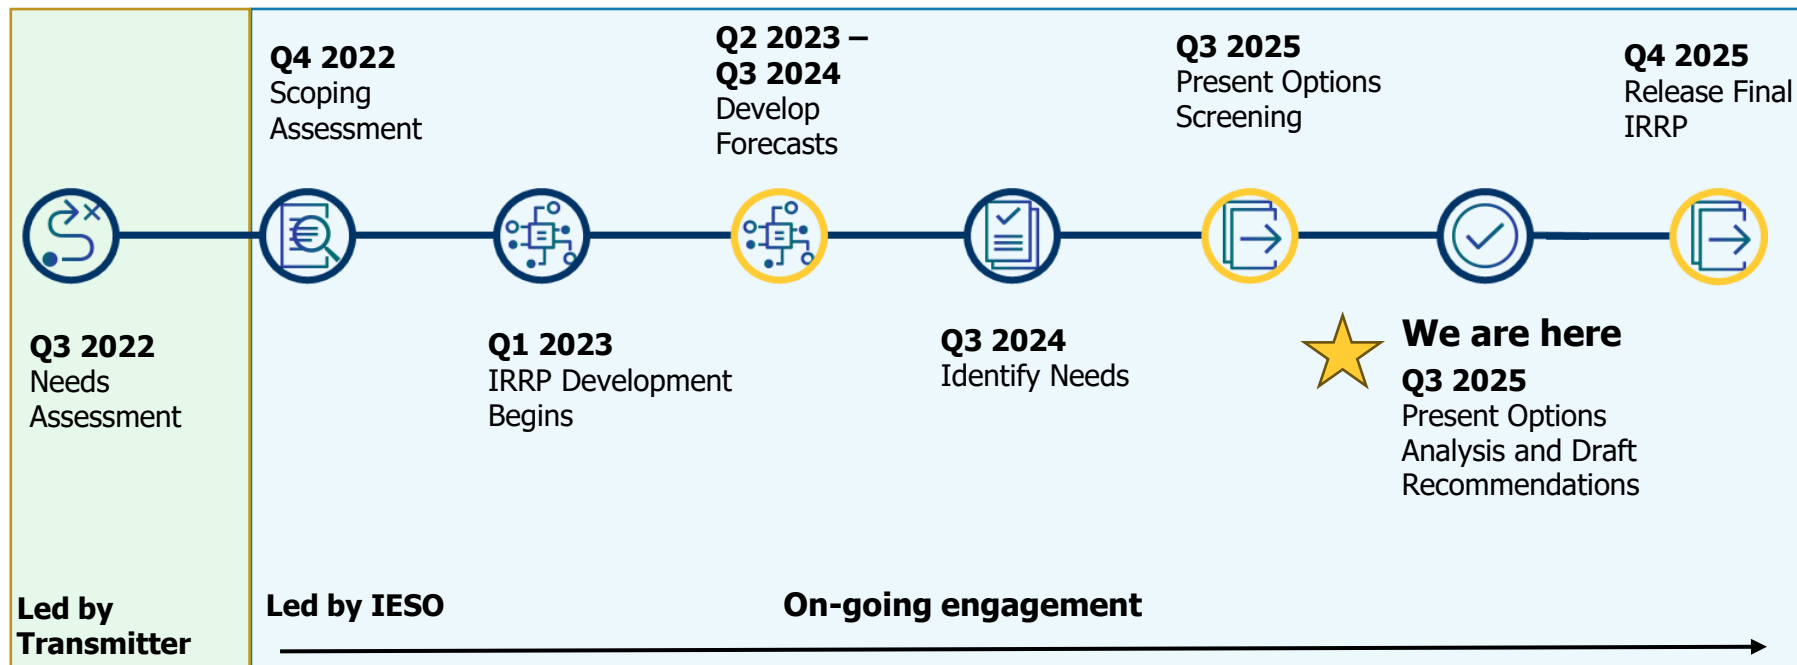 Q4 2022
Scoping
Assessment
Q2 2023 –
Q3 2024
Develop
Forecasts
Q3 2025
Present Options
Screening
Q4 2025
Release Final
IRRP
Q3 2022
Needs
Assessment
Q1 2023
IRRP Development
Begins
Q3 2024
Identify Needs
We are here
Q3 2025
Present Options
Analysis and Draft
Recommendations
Led by
Transmitter
Led by IESO
On-going engagement